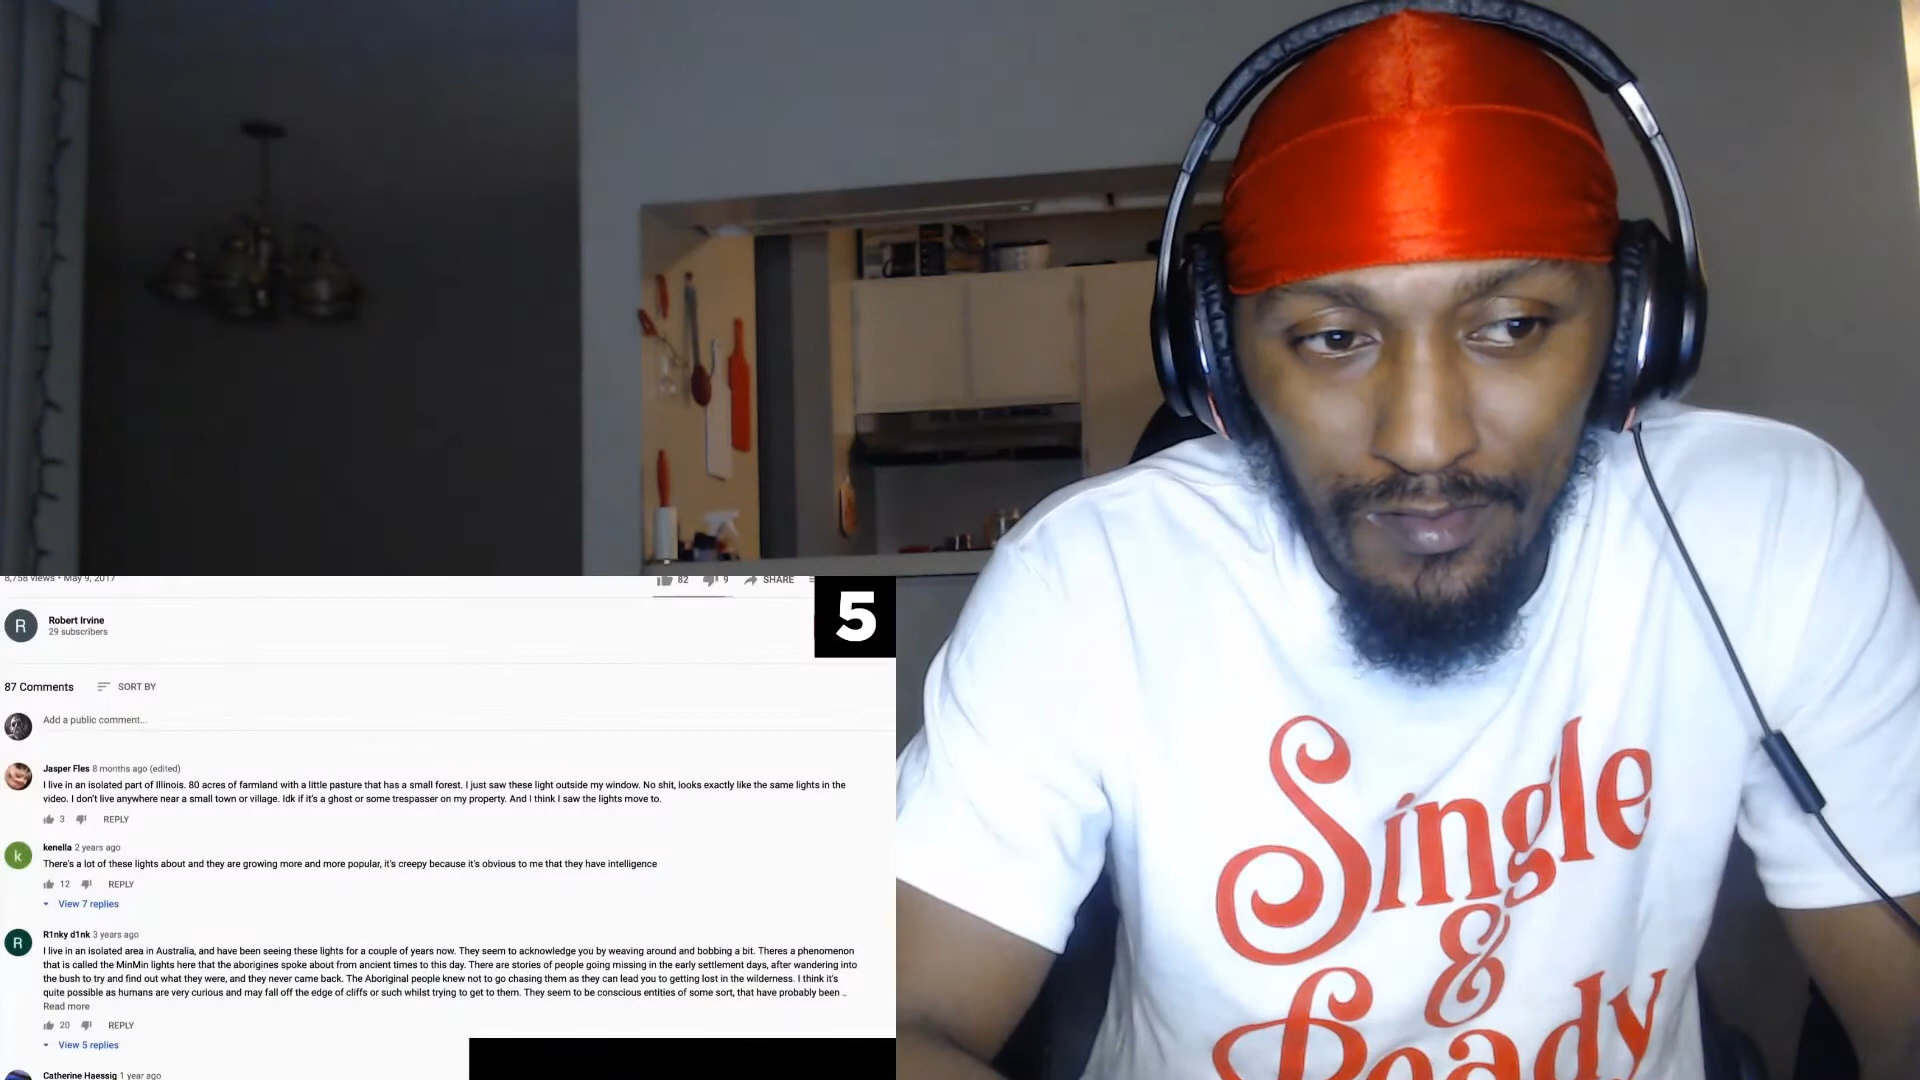 8,758 views • May 9, 2017
82 9 SHARE
5
R
Robert Irvine
29 subscribers
87 Comments SORT BY
Add a public comment...
Jasper Fles 8 months ago (edited)
I live in an isolated part of Illinois. 80 acres of farmland with a little pasture that has a small forest. I just saw these light outside my window. No shit, looks exactly like the same lights in the
video. I don't live anywhere near a small town or village. Idk if it's a ghost or some trespasser on my property. And I think I saw the lights move to.
3 REPLY
k
kenella 2 years ago
There's a lot of these lights about and they are growing more and more popular, it's creepy because it's obvious to me that they have intelligence
12 REPLY
View 7 replies
R
R1nky d1nk 3 years ago
I live in an isolated area in Australia, and have been seeing these lights for a couple of years now. They seem to acknowledge you by weaving around and bobbing a bit. Theres a phenomenon
that is called the MinMin lights here that the aborigines spoke about from ancient times to this day. There are stories of people going missing in the early settlement days, after wandering into
the bush to try and find out what they were, and they never came back. The Aboriginal people knew not to go chasing them as they can lead you to getting lost in the wilderness. I think it's
quite possible as humans are very curious and may fall off the edge of cliffs or such whilst trying to get to them. They seem to be conscious entities of some sort, that have probably been ...
Read more
20 REPLY
View 5 replies
Catherine Haessig 1 year ago
Single
&
Ready